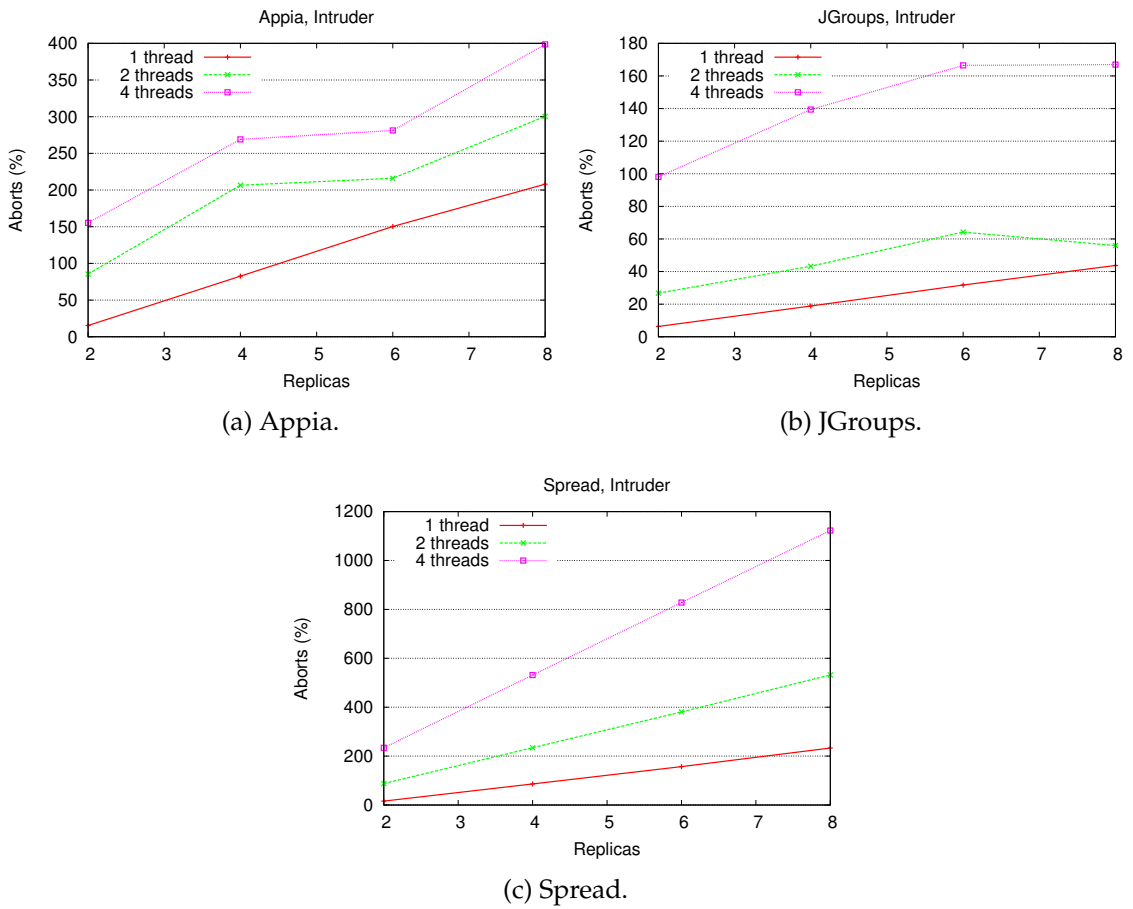 Appia, Intruder
400
350
300
250
200
150
100
50
0
Aborts (%)
1 thread
2 threads
4 threads
2 3 4 5 6 7 8
Replicas
(a) Appia.
JGroups, Intruder
180
160
140
120
100
80
60
40
20
0
Aborts (%)
1 thread
2 threads
4 threads
2 3 4 5 6 7 8
Replicas
(b) JGroups.
Spread, Intruder
1200
1000
800
600
400
200
0
Aborts (%)
1 thread
2 threads
4 threads
2 3 4 5 6 7 8
Replicas
(c) Spread.